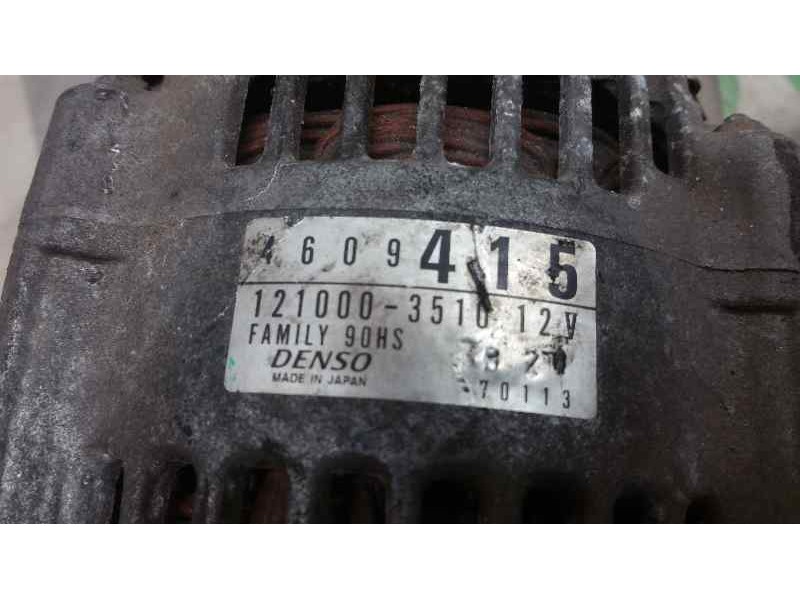 4609415
121000-3510 12V
FAMILY 90HS
DENSO
MADE IN JAPAN
70113